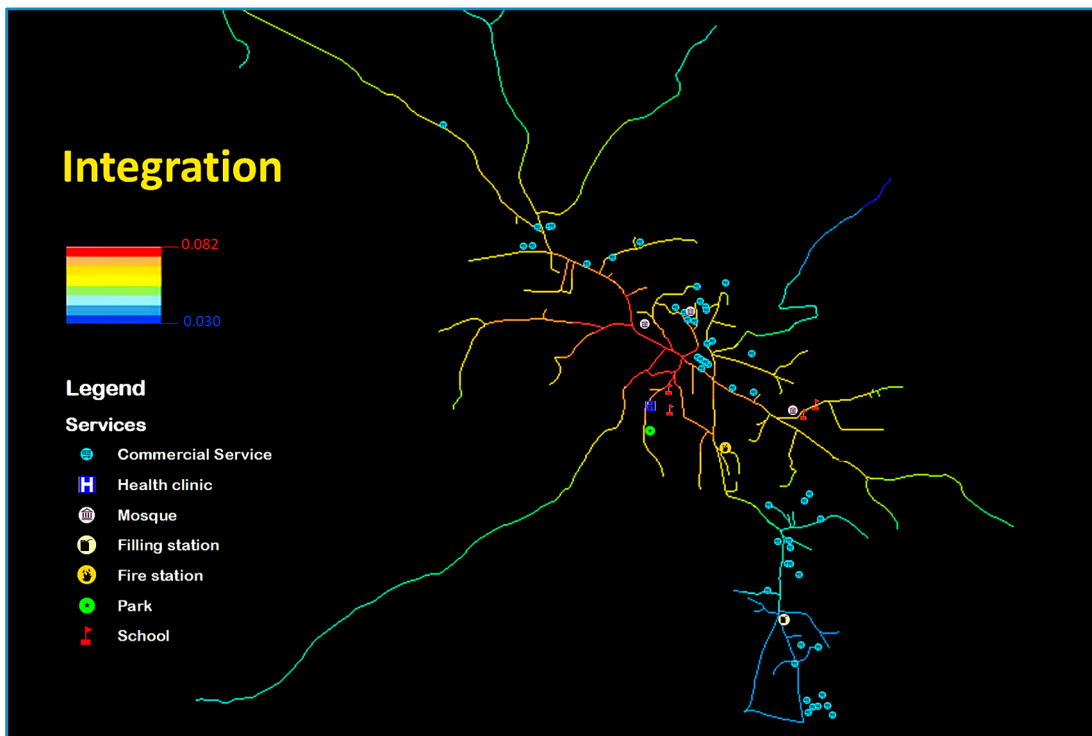 Integration
0.082
0.030
Legend
Services
Commercial Service
H Health clinic
Mosque
Filling station
Fire station
Park
School
H